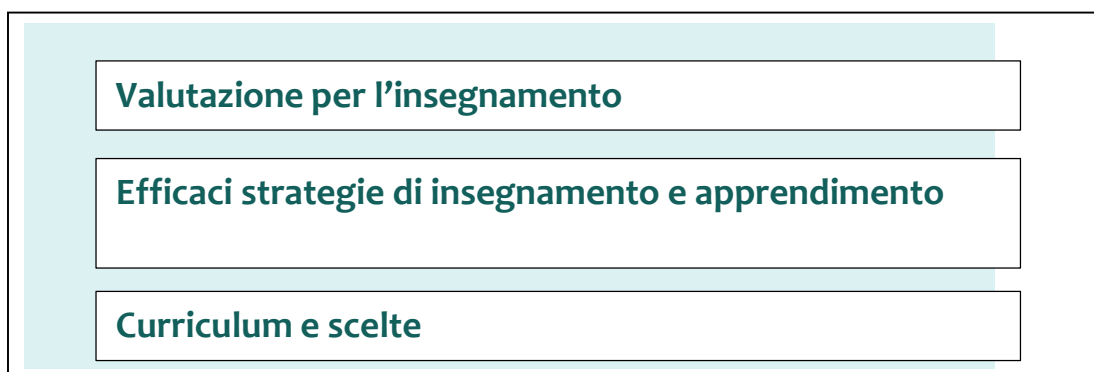 Valutazione per l’insegnamento
Efficaci strategie di insegnamento e apprendimento
Curriculum e scelte